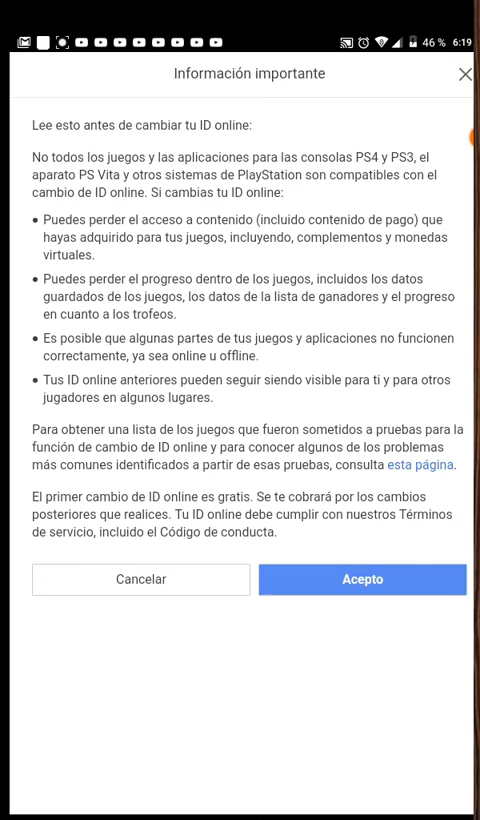 46 % 6:19
Información importante
Lee esto antes de cambiar tu ID online:
No todos los juegos y las aplicaciones para las consolas PS4 y PS3, el
aparato PS Vita y otros sistemas de PlayStation son compatibles con el
cambio de ID online. Si cambias tu ID online:
• Puedes perder el acceso a contenido (incluido contenido de pago) que
hayas adquirido para tus juegos, incluyendo, complementos y monedas
virtuales.
• Puedes perder el progreso dentro de los juegos, incluidos los datos
guardados de los juegos, los datos de la lista de ganadores y el progreso
en cuanto a los trofeos.
• Es posible que algunas partes de tus juegos y aplicaciones no funcionen
correctamente, ya sea online u offline.
• Tus ID online anteriores pueden seguir siendo visible para ti y para otros
jugadores en algunos lugares.
Para obtener una lista de los juegos que fueron sometidos a pruebas para la
función de cambio de ID online y para conocer algunos de los problemas
más comunes identificados a partir de esas pruebas, consulta esta página.
El primer cambio de ID online es gratis. Se te cobrará por los cambios
posteriores que realices. Tu ID online debe cumplir con nuestros Términos
de servicio, incluido el Código de conducta.
Cancelar
Acepto